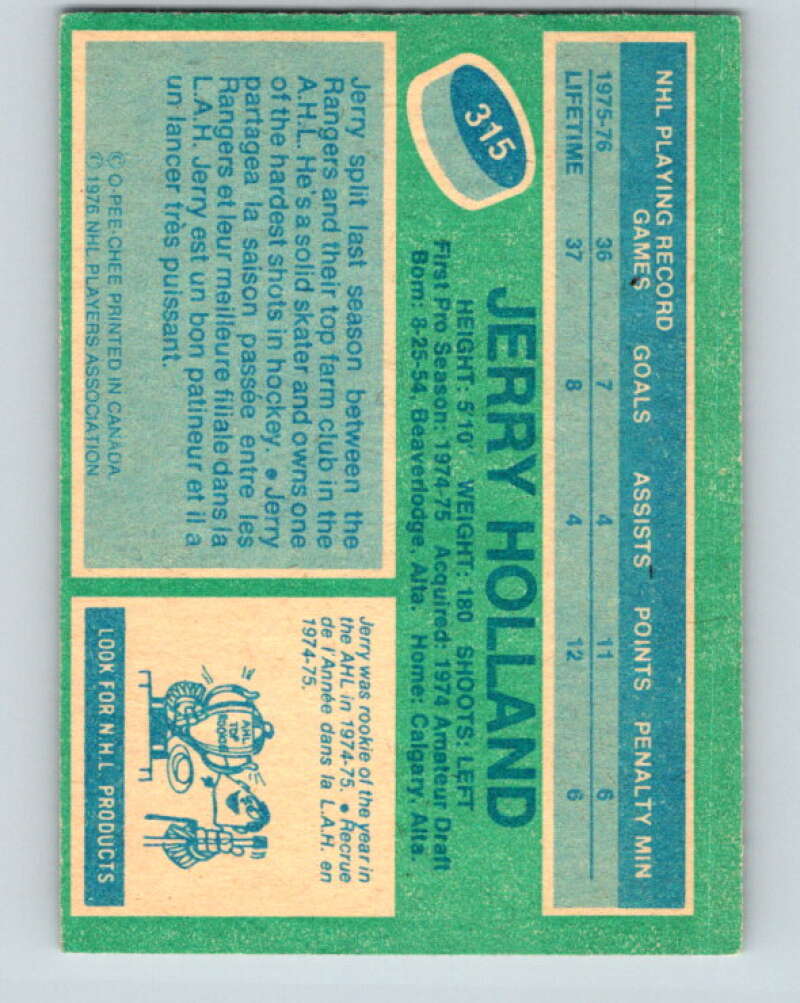 NHL PLAYING RECORD
GAMES GOALS ASSISTS POINTS PENALTY MIN
1975-76 36 7 4 11 6
LIFETIME 37 8 4 12 6
315
JERRY HOLLAND
HEIGHT: 5'10" WEIGHT: 180 SHOOTS: LEFT
First Pro Season: 1974-75 Acquired: 1974 Amateur Draft
Born: 8-25-54, Beaverlodge, Alta. Home: Calgary, Alta.
Jerry split last season between the
Rangers and their top farm club in the
A.H.L. He's a solid skater and owns one
of the hardest shots in hockey. • Jerry
partagea la saison passée entre les
Rangers et leur meilleure filiale dans la
L.A.H. Jerry est un bon patineur et il a
un lancer très puissant.
© O-PEE-CHEE PRINTED IN CANADA
© 1976 NHL PLAYERS ASSOCIATION
Jerry was rookie of the year in
the AHL in 1974-75. • Recrue
de l'Année dans la L.A.H. en
1974-75.
AHL
TOP
ROOKIE
LOOK FOR N.H.L. PRODUCTS